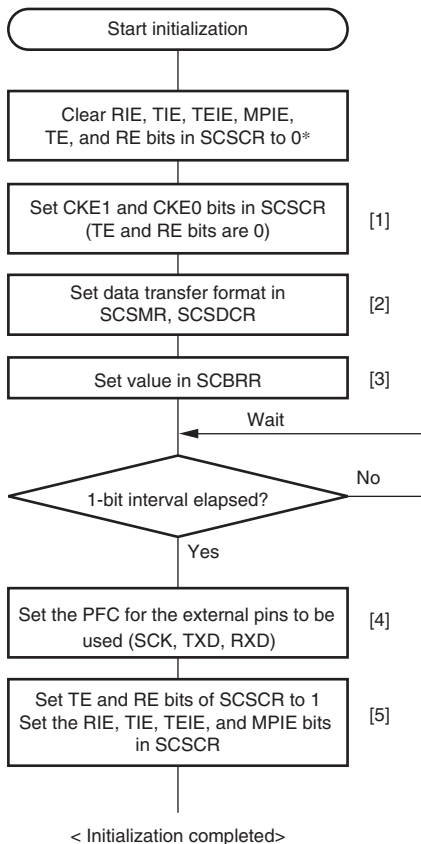 Start initialization
Clear RIE, TIE, TEIE, MPIE,
TE, and RE bits in SCSCR to 0*
Set CKE1 and CKE0 bits in SCSCR
(TE and RE bits are 0)
[1]
Set data transfer format in
SCSMR, SCSDCR
[2]
Set value in SCBRR
[3]
Wait
1-bit interval elapsed?
No
Yes
Set the PFC for the external pins to be
used (SCK, TXD, RXD)
[4]
Set TE and RE bits of SCSCR to 1
Set the RIE, TIE, TEIE, and MPIE bits
in SCSCR
[5]
< Initialization completed>